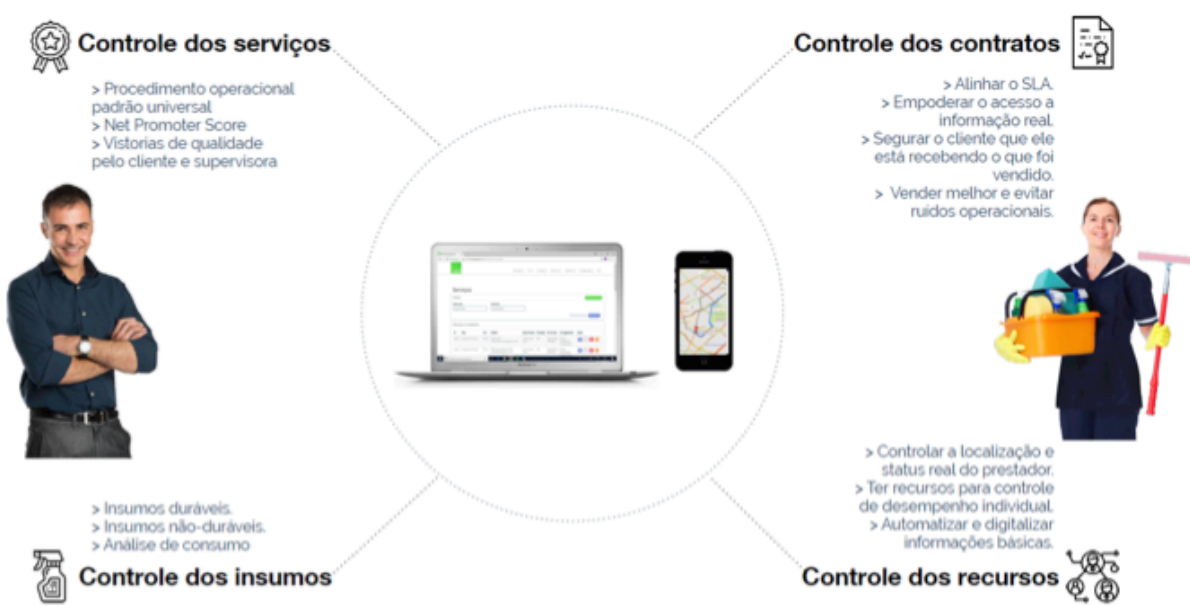 Controle dos serviços
> Procedimento operacional
padrão universal
> Net Promoter Score
> Vistorias de qualidade
pelo cliente e supervisora
Controle dos contratos
> Alinhar o SLA.
> Empoderar o acesso a
informação real.
> Segurar o cliente que ele
está recebendo o que foi
vendido.
> Vender melhor e evitar
ruídos operacionais.
Serviços
> Insumos duráveis.
> Insumos não-duráveis.
> Análise de consumo
Controle dos insumos
> Controlar a localização e
status real do prestador.
> Ter recursos para controle
de desempenho individual.
> Automatizar e digitalizar
informações básicas.
Controle dos recursos